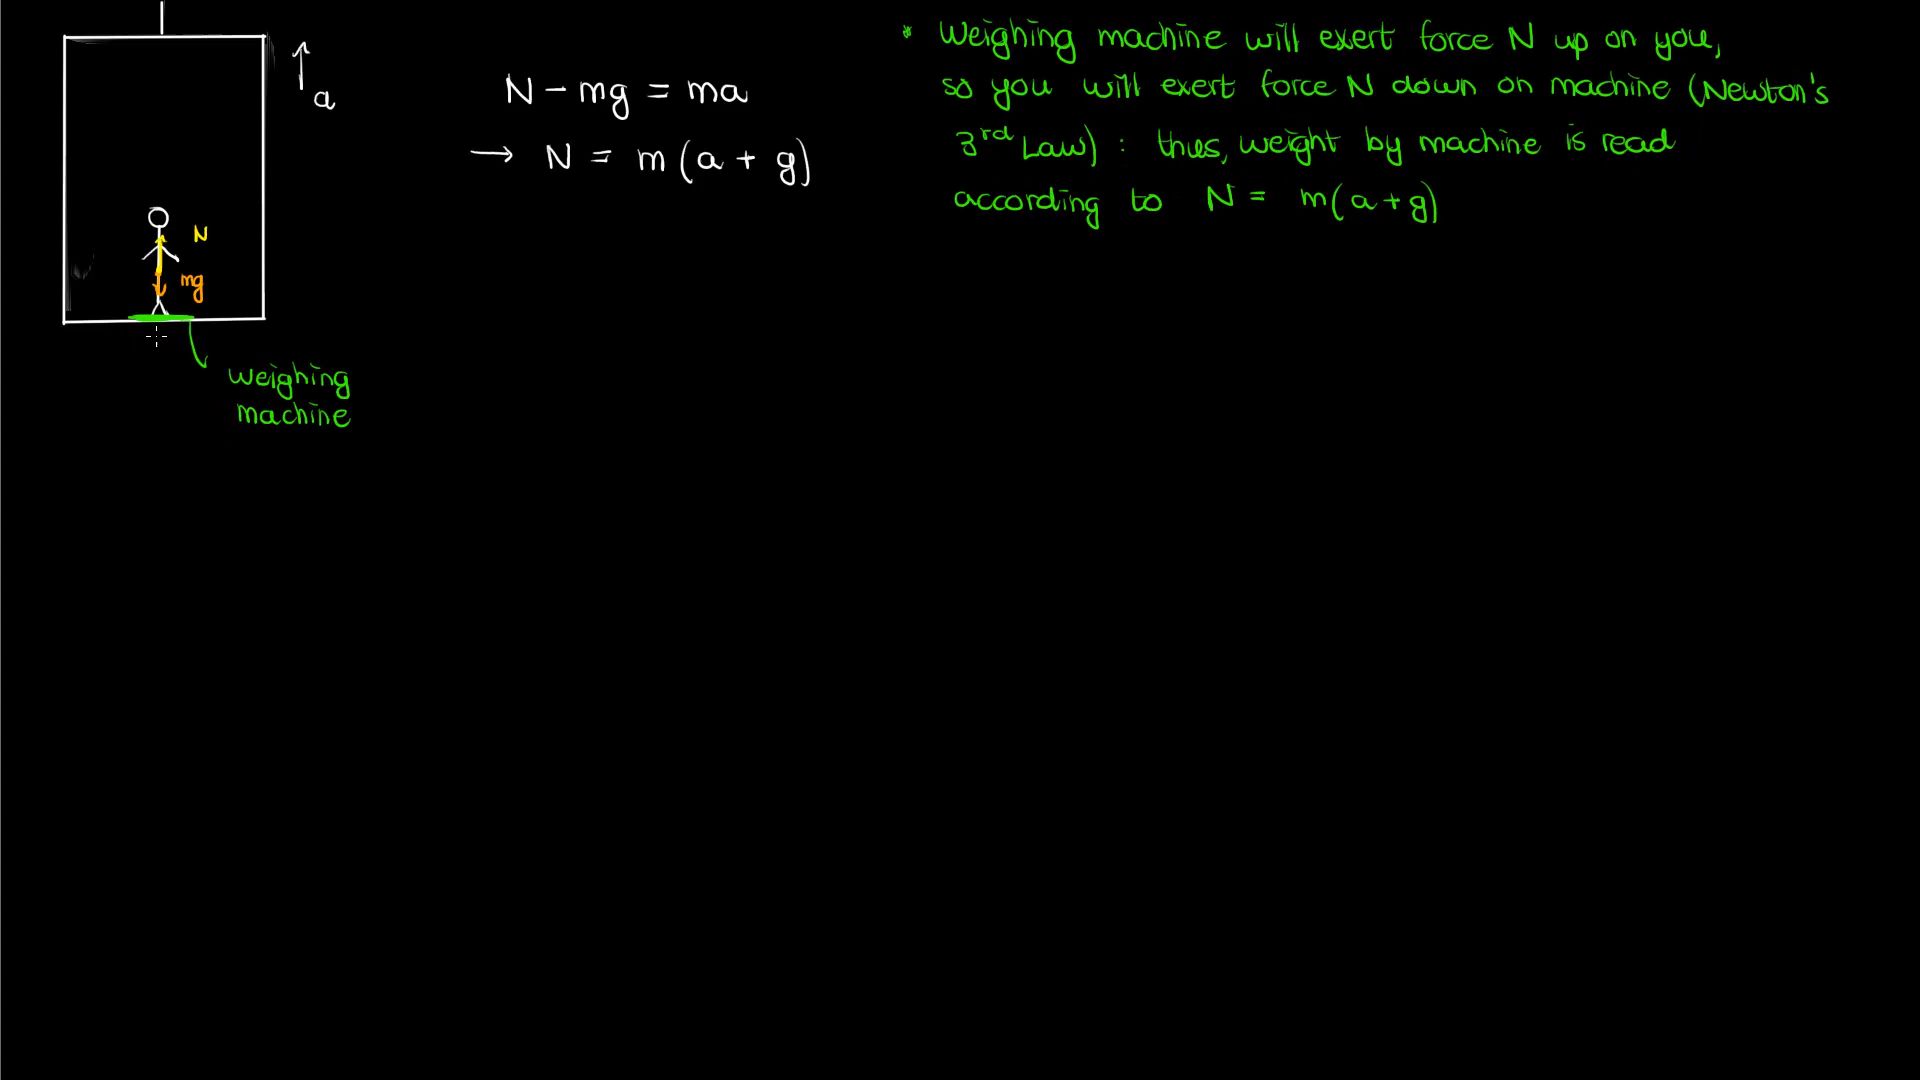 a
N - mg = ma
→ N = m(a + g)
N
mg
weighing
machine
* Weighing machine will exert force N up on you,
so you will exert force N down on machine (Newton's
3rd Law) : thus, weight by machine is read
according to N = m(a+g)